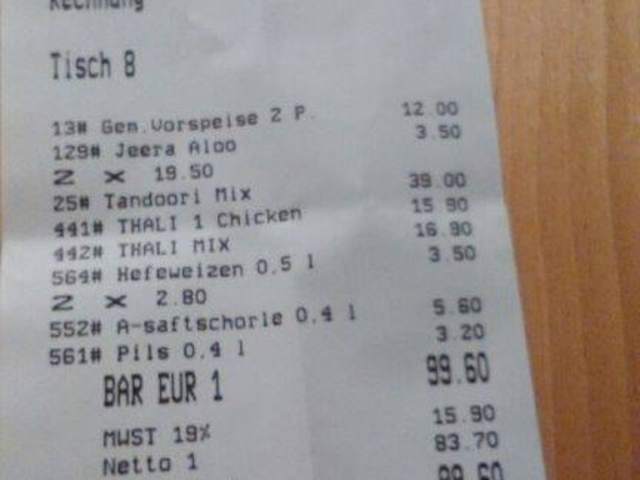 Rechnung
Tisch 8
13# Gem.Vorspeise 2 P. 12.00
129# Jeera Aloo 3.50
2 x 19.50
25# Tandoori Mix 39.00
441# THALI 1 Chicken 15.90
442# THALI MIX 16.90
564# Hefeweizen 0.5 l 3.50
2 x 2.80
552# A-saftschorle 0.4 l 5.60
561# Pils 0.4 l 3.20
BAR EUR 1 99.60
MWST 19% 15.90
Netto 1 83.70
99.60